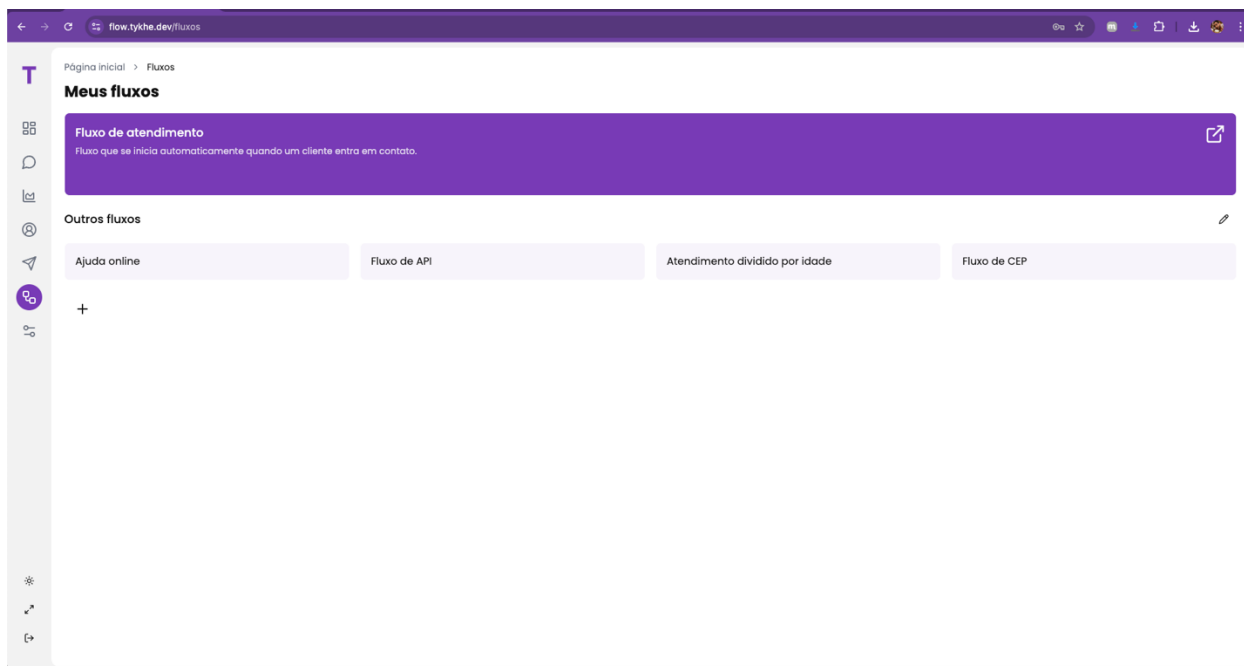 flow.tykhe.dev/fluxos
T
Página inicial > Fluxos
Meus fluxos
Fluxo de atendimento
Fluxo que se inicia automaticamente quando um cliente entra em contato.
Outros fluxos
Ajuda online
Fluxo de API
Atendimento dividido por idade
Fluxo de CEP